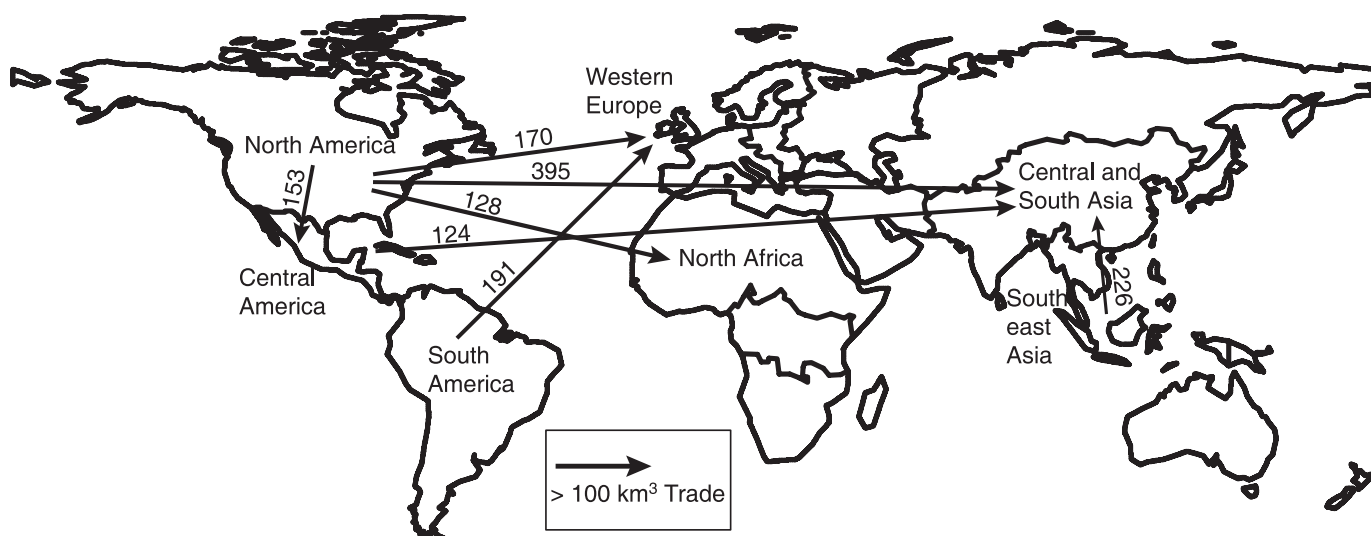 Western
Europe
North America
170
395
153
128
124
Central and
South Asia
North Africa
Central
America
191
226
South
east
Asia
South
America
> 100 km³ Trade